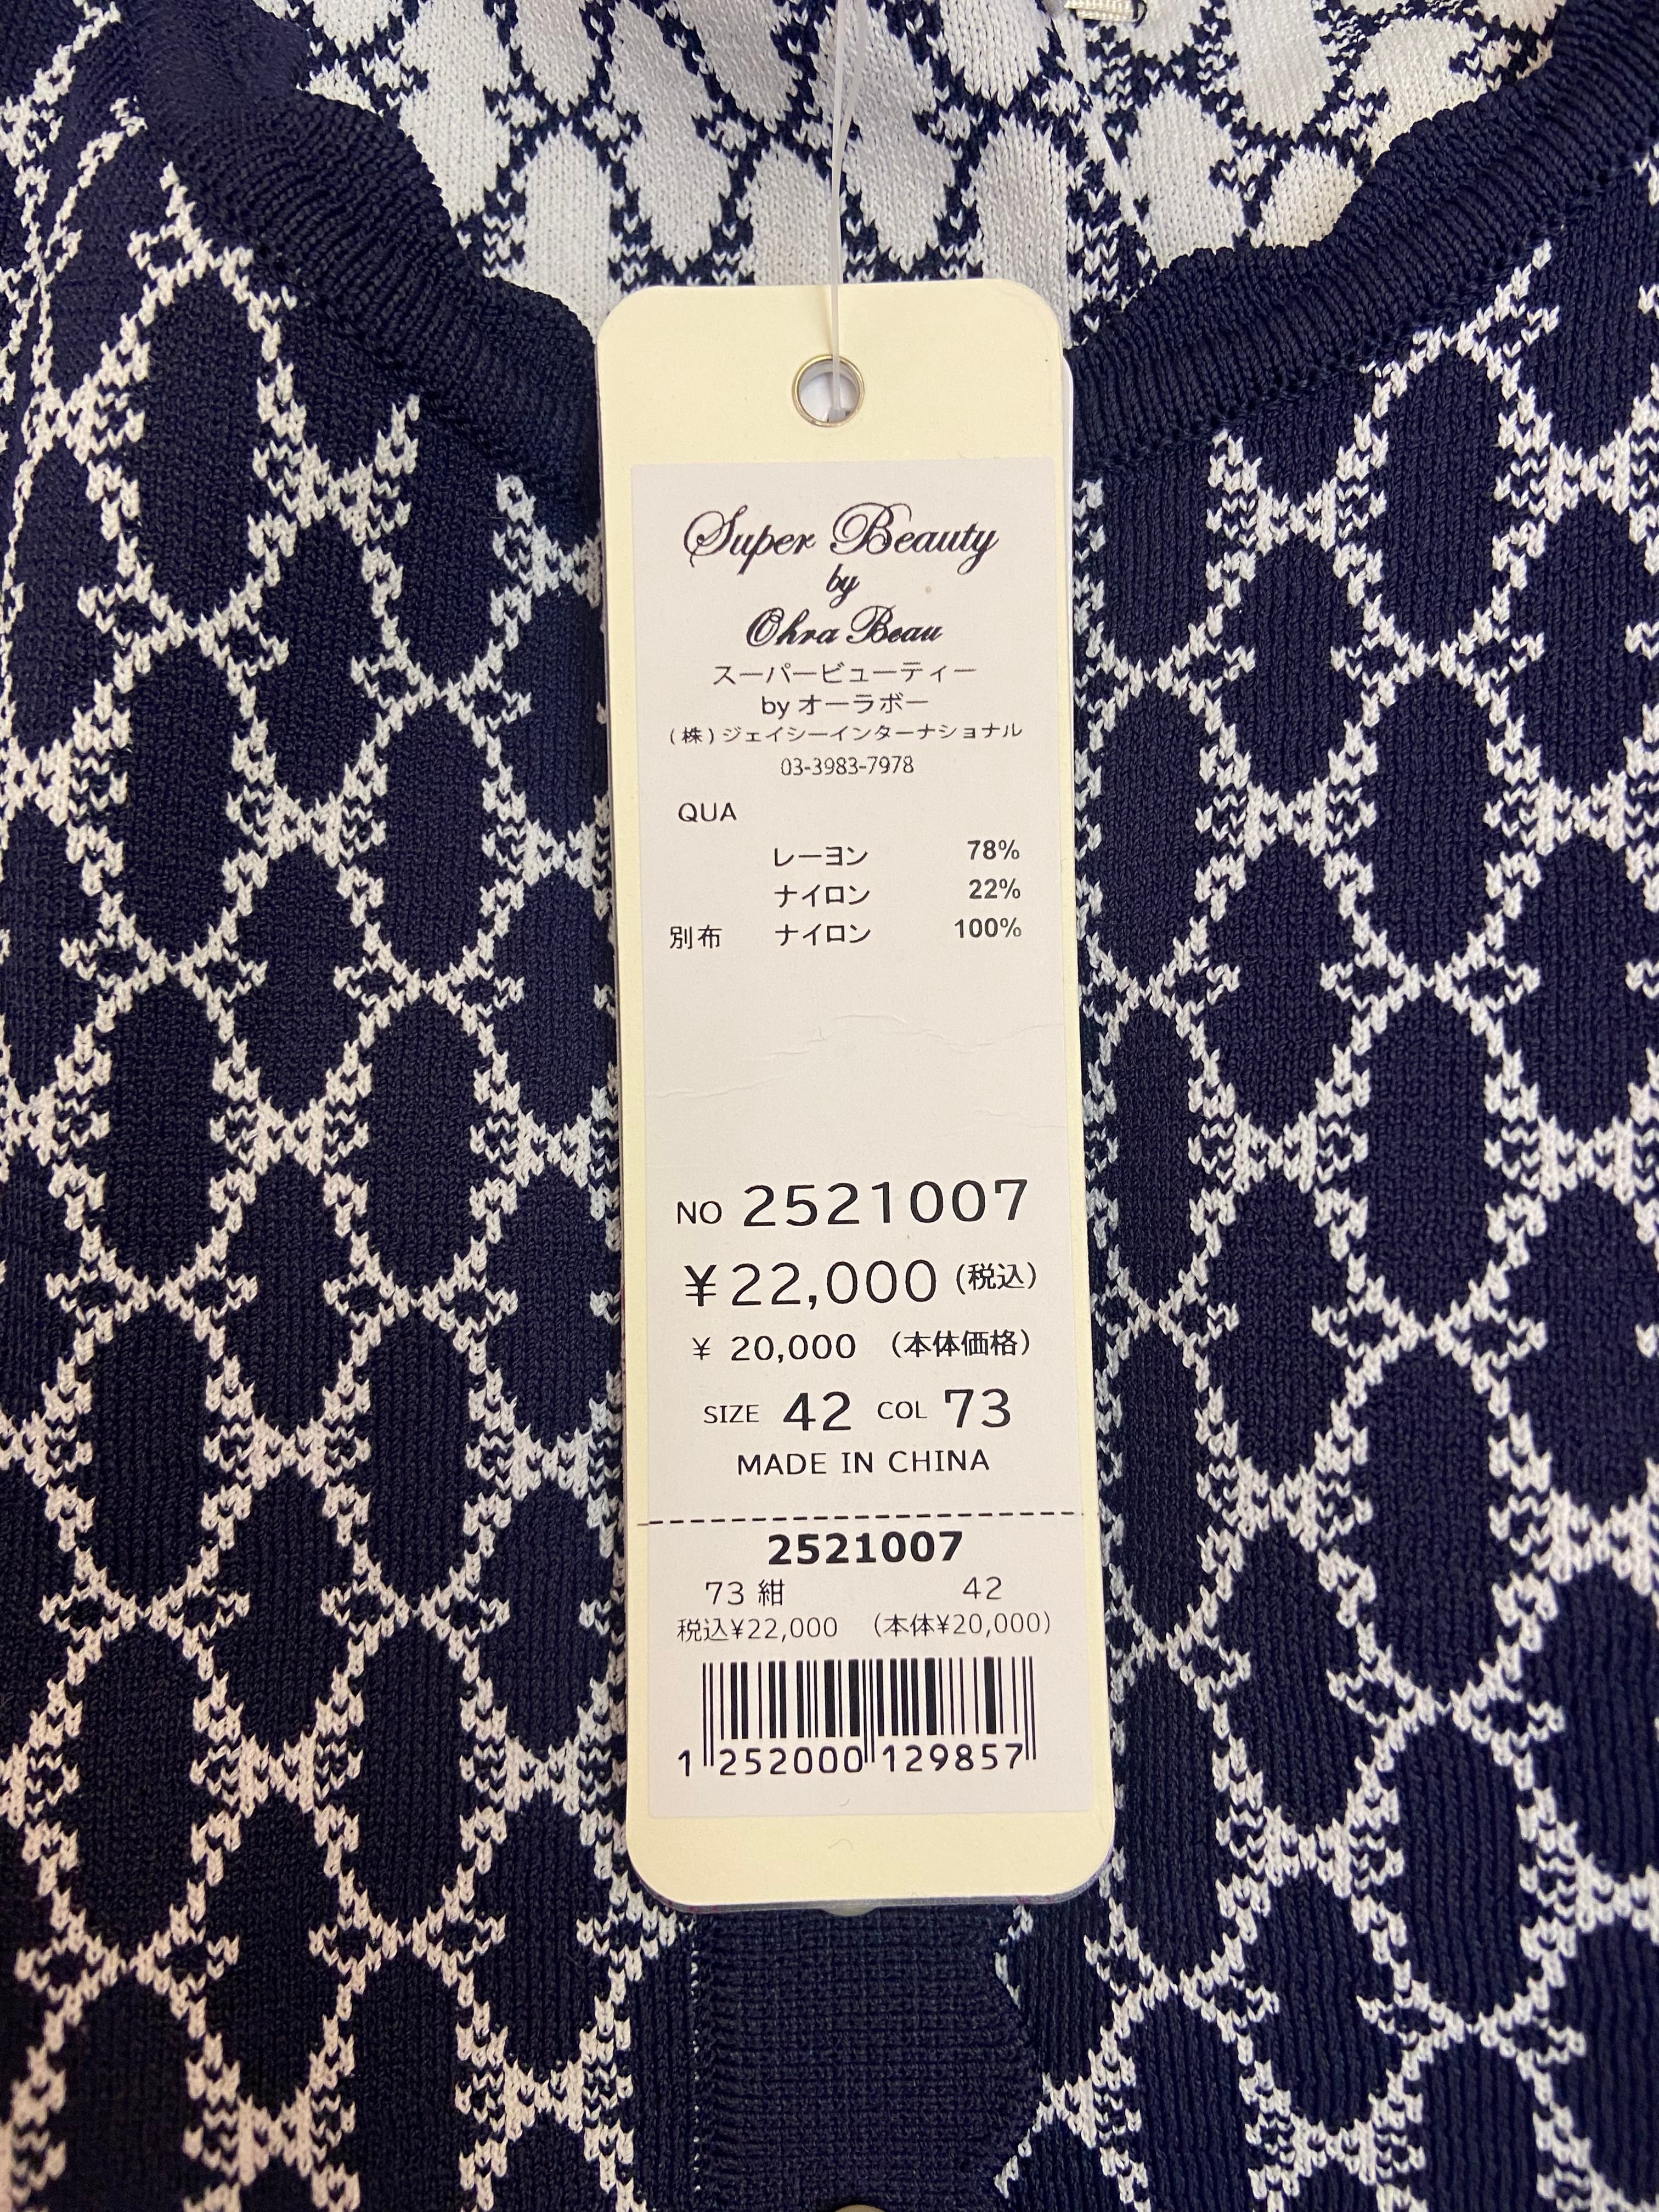 Super Beauty
by
Ohra Beau
スーパービューティー
by オーラボー
(株)ジェイシーインターナショナル
03-3983-7978
QUA
レーヨン 78%
ナイロン 22%
別布 ナイロン 100%
NO 2521007
¥22,000 (税込)
¥ 20,000 (本体価格)
SIZE 42 COL 73
MADE IN CHINA
2521007
73 紺 42
税込¥22,000 (本体¥20,000)
1 252000 129857